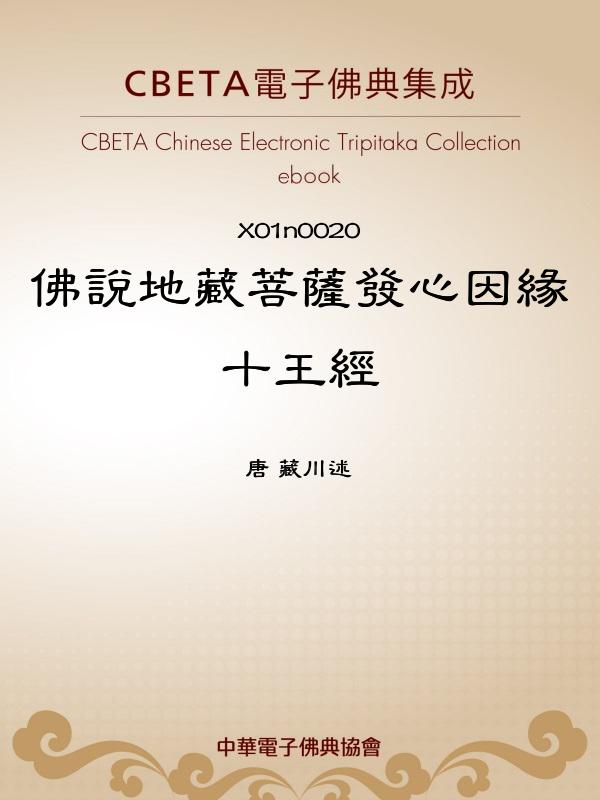 CBETA電子佛典集成
CBETA Chinese Electronic Tripitaka Collection
ebook
X01n0020
佛說地藏菩薩發心因緣
十王經
唐 藏川述
中華電子佛典協會